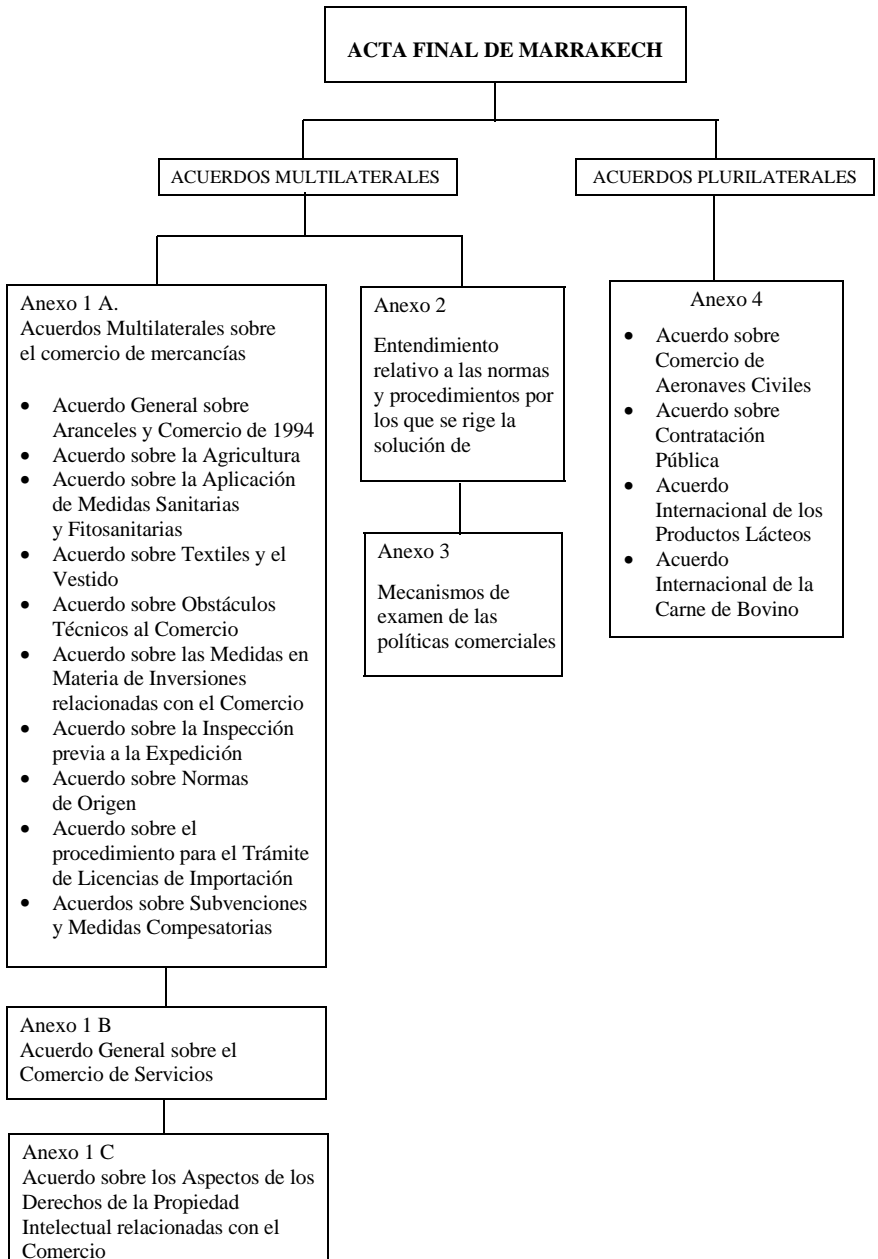 ACTA FINAL DE MARRAKECH
ACUERDOS MULTILATERALES
ACUERDOS PLURILATERALES
Anexo 1 A.
Acuerdos Multilaterales sobre
el comercio de mercancías
• Acuerdo General sobre
Aranceles y Comercio de 1994
• Acuerdo sobre la Agricultura
• Acuerdo sobre la Aplicación
de Medidas Sanitarias
y Fitosanitarias
• Acuerdo sobre Textiles y el
Vestido
• Acuerdo sobre Obstáculos
Técnicos al Comercio
• Acuerdo sobre las Medidas en
Materia de Inversiones
relacionadas con el Comercio
• Acuerdo sobre la Inspección
previa a la Expedición
• Acuerdo sobre Normas
de Origen
• Acuerdo sobre el
procedimiento para el Trámite
de Licencias de Importación
• Acuerdos sobre Subvenciones
y Medidas Compesatorias
Anexo 1 B
Acuerdo General sobre el
Comercio de Servicios
Anexo 1 C
Acuerdo sobre los Aspectos de los
Derechos de la Propiedad
Intelectual relacionadas con el
Comercio
Anexo 2
Entendimiento
relativo a las normas
y procedimientos por
los que se rige la
solución de
Anexo 3
Mecanismos de
examen de las
políticas comerciales
Anexo 4
• Acuerdo sobre
Comercio de
Aeronaves Civiles
• Acuerdo sobre
Contratación
Pública
• Acuerdo
Internacional de los
Productos Lácteos
• Acuerdo
Internacional de la
Carne de Bovino